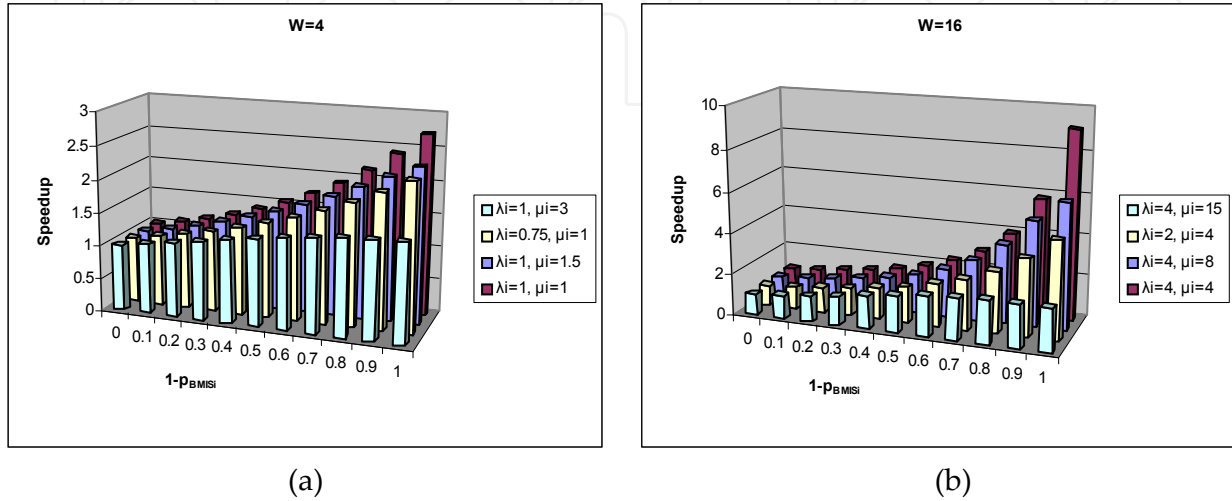 W=4
3
2.5
2
1.5
1
0.5
0
Speedup
0 0.1 0.2 0.3 0.4 0.5 0.6 0.7 0.8 0.9 1
1-pBMISi
λi=1, μi=3
λi=0.75, μi=1
λi=1, μi=1.5
λi=1, μi=1
(a)
W=16
10
8
6
4
2
0
Speedup
0 0.1 0.2 0.3 0.4 0.5 0.6 0.7 0.8 0.9 1
1-pBMISi
λi=4, μi=15
λi=2, μi=4
λi=4, μi=8
λi=4, μi=4
(b)